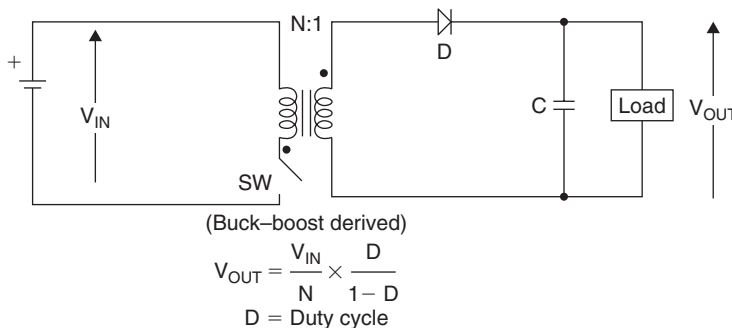 N:1
+
V_IN
D
C
Load
V_OUT
SW
(Buck–boost derived)
V_OUT = V_IN/N × D/(1 − D)
D = Duty cycle